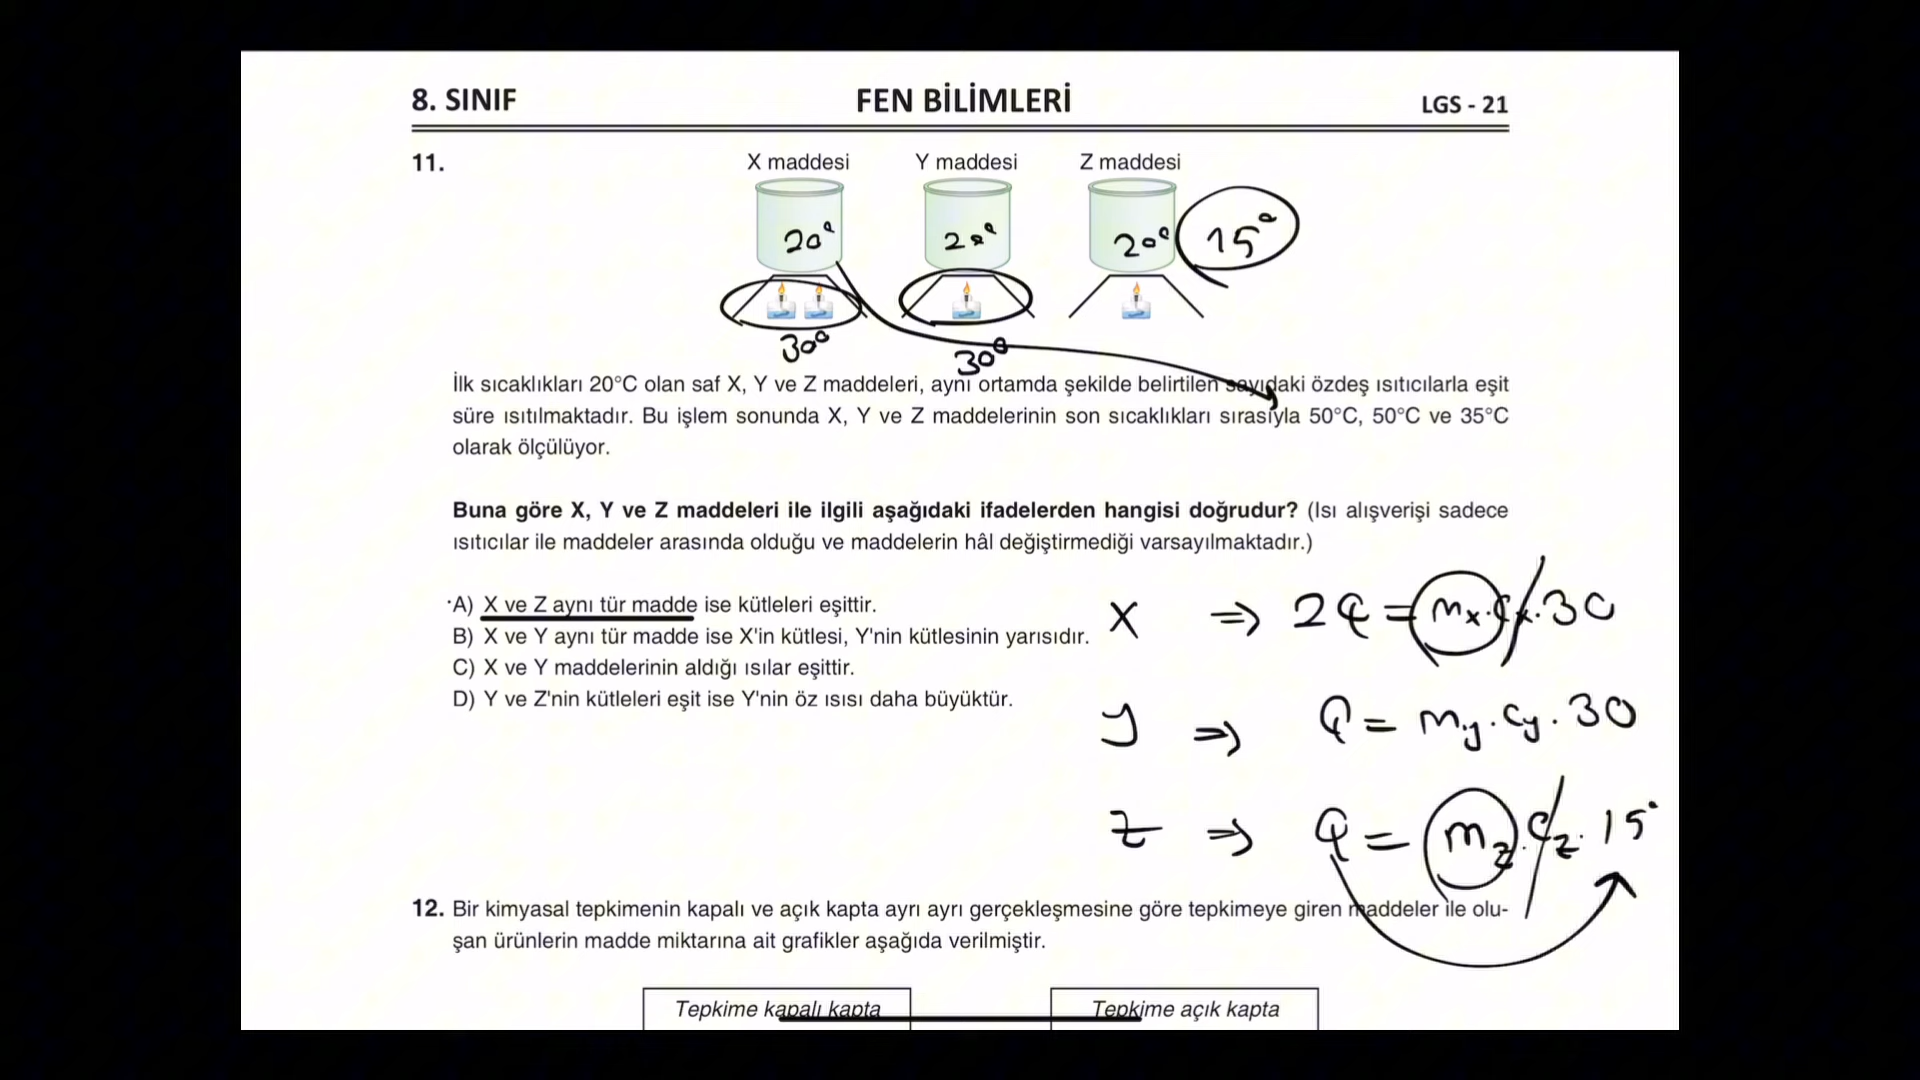 8. SINIF FEN BİLİMLERİ LGS - 21
11.
X maddesi Y maddesi Z maddesi
20° 20° 20° 15°
30° 30°
İlk sıcaklıkları 20°C olan saf X, Y ve Z maddeleri, aynı ortamda şekilde belirtilen sayıdaki özdeş ısıtıcılarla eşit
süre ısıtılmaktadır. Bu işlem sonunda X, Y ve Z maddelerinin son sıcaklıkları sırasıyla 50°C, 50°C ve 35°C
olarak ölçülüyor.
Buna göre X, Y ve Z maddeleri ile ilgili aşağıdaki ifadelerden hangisi doğrudur? (Isı alışverişi sadece
ısıtıcılar ile maddeler arasında olduğu ve maddelerin hâl değiştirmediği varsayılmaktadır.)
A) X ve Z aynı tür madde ise kütleleri eşittir.
B) X ve Y aynı tür madde ise X'in kütlesi, Y'nin kütlesinin yarısıdır.
C) X ve Y maddelerinin aldığı ısılar eşittir.
D) Y ve Z'nin kütleleri eşit ise Y'nin öz ısısı daha büyüktür.
X ⇒ 2Q = mx.cx.30
y ⇒ Q = my.cy.30
z ⇒ Q = mz.cz.15°
12. Bir kimyasal tepkimenin kapalı ve açık kapta ayrı ayrı gerçekleşmesine göre tepkimeye giren maddeler ile olu-
şan ürünlerin madde miktarına ait grafikler aşağıda verilmiştir.
Tepkime kapalı kapta Tepkime açık kapta